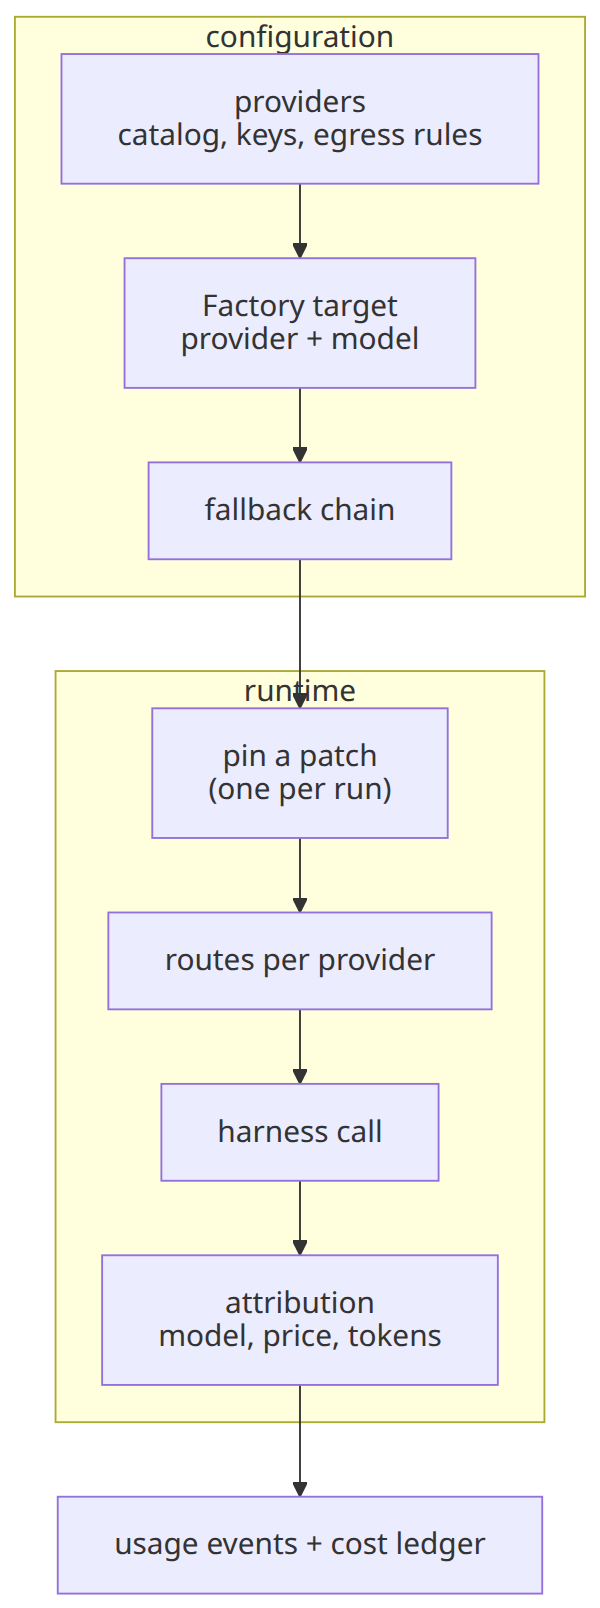 configuration
providers
catalog, keys, egress rules
Factory target
provider + model
fallback chain
runtime
pin a patch
(one per run)
routes per provider
harness call
attribution
model, price, tokens
usage events + cost ledger